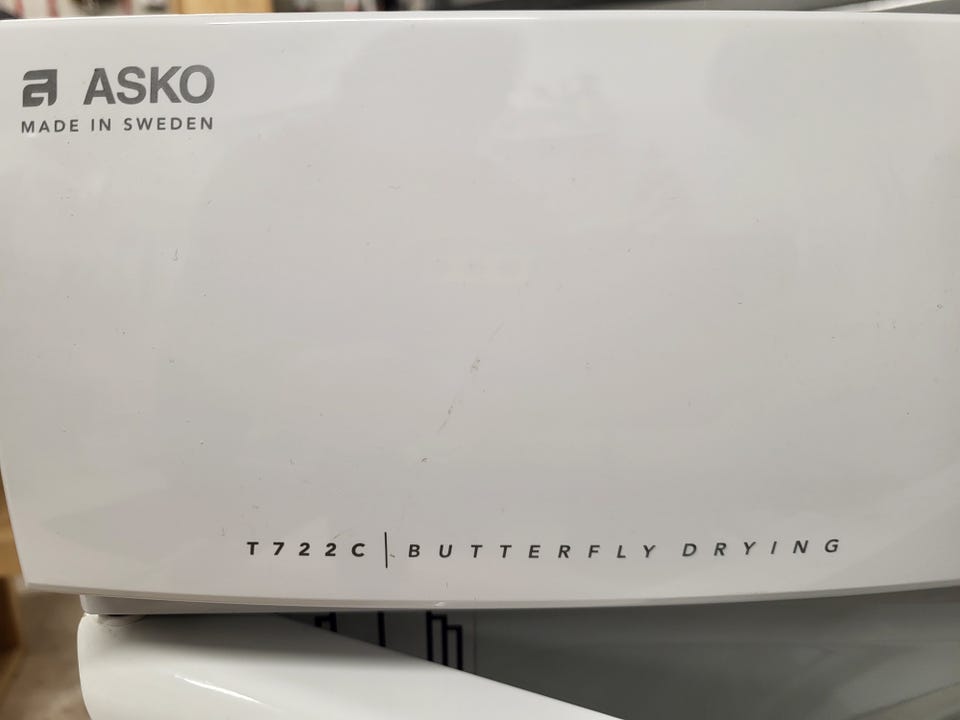 a ASKO
MADE IN SWEDEN
T722C | BUTTERFLY DRYING